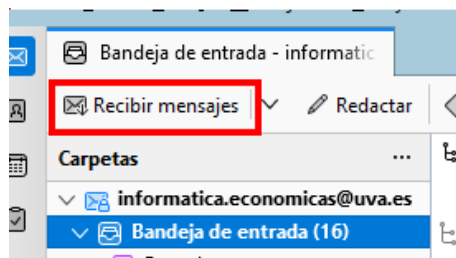 Bandeja de entrada - informatic
Recibir mensajes
Redactar
Carpetas
informatica.economicas@uva.es
Bandeja de entrada (16)